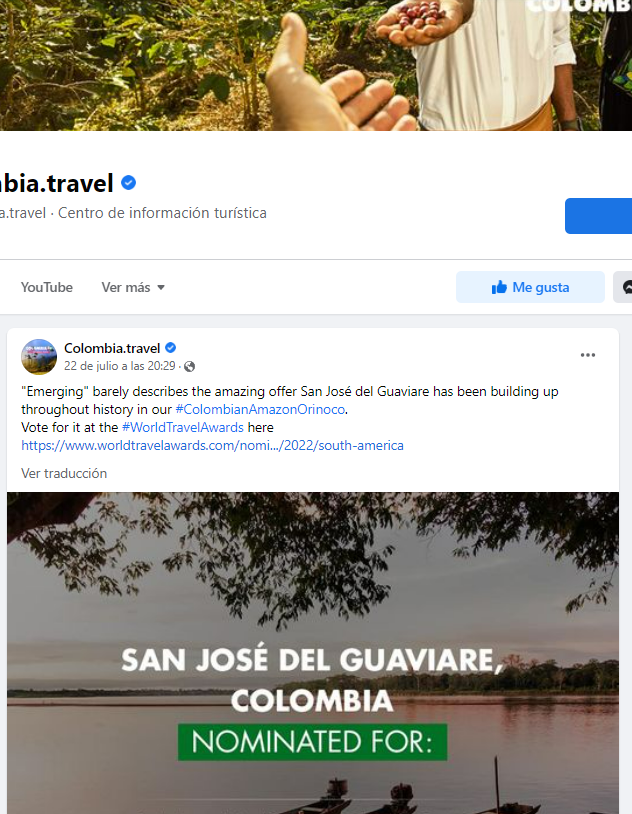 COLOMB
bia.travel
a.travel · Centro de información turística
YouTube
Ver más
Me gusta
Colombia.travel
22 de julio a las 20:29 ·
"Emerging" barely describes the amazing offer San José del Guaviare has been building up
throughout history in our #ColombianAmazonOrinoco.
Vote for it at the #WorldTravelAwards here
https://www.worldtravelawards.com/nomi.../2022/south-america
Ver traducción
SAN JOSÉ DEL GUAVIARE,
COLOMBIA
NOMINATED FOR: